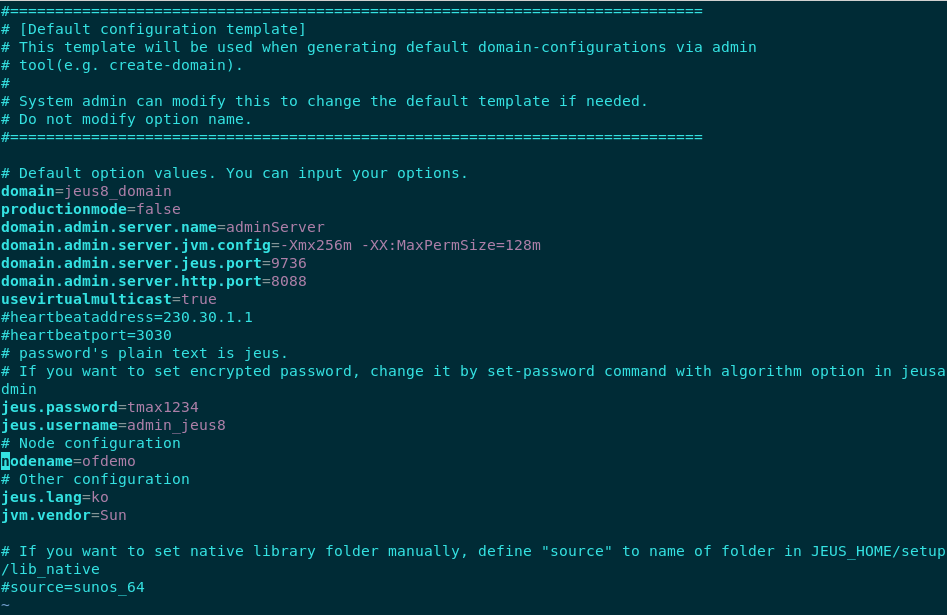 #=============================================================================
# [Default configuration template]
# This template will be used when generating default domain-configurations via admin
# tool(e.g. create-domain).
#
# System admin can modify this to change the default template if needed.
# Do not modify option name.
#=============================================================================
# Default option values. You can input your options.
domain=jeus8_domain
productionmode=false
domain.admin.server.name=adminServer
domain.admin.server.jvm.config=-Xmx256m -XX:MaxPermSize=128m
domain.admin.server.jeus.port=9736
domain.admin.server.http.port=8088
usevirtualmulticast=true
#heartbeataddress=230.30.1.1
#heartbeatport=3030
# password's plain text is jeus.
# If you want to set encrypted password, change it by set-password command with algorithm option in jeusa
dmin
jeus.password=tmax1234
jeus.username=admin_jeus8
# Node configuration
nodename=ofdemo
# Other configuration
jeus.lang=ko
jvm.vendor=Sun
# If you want to set native library folder manually, define "source" to name of folder in JEUS_HOME/setup
/lib_native
#source=sunos_64
~